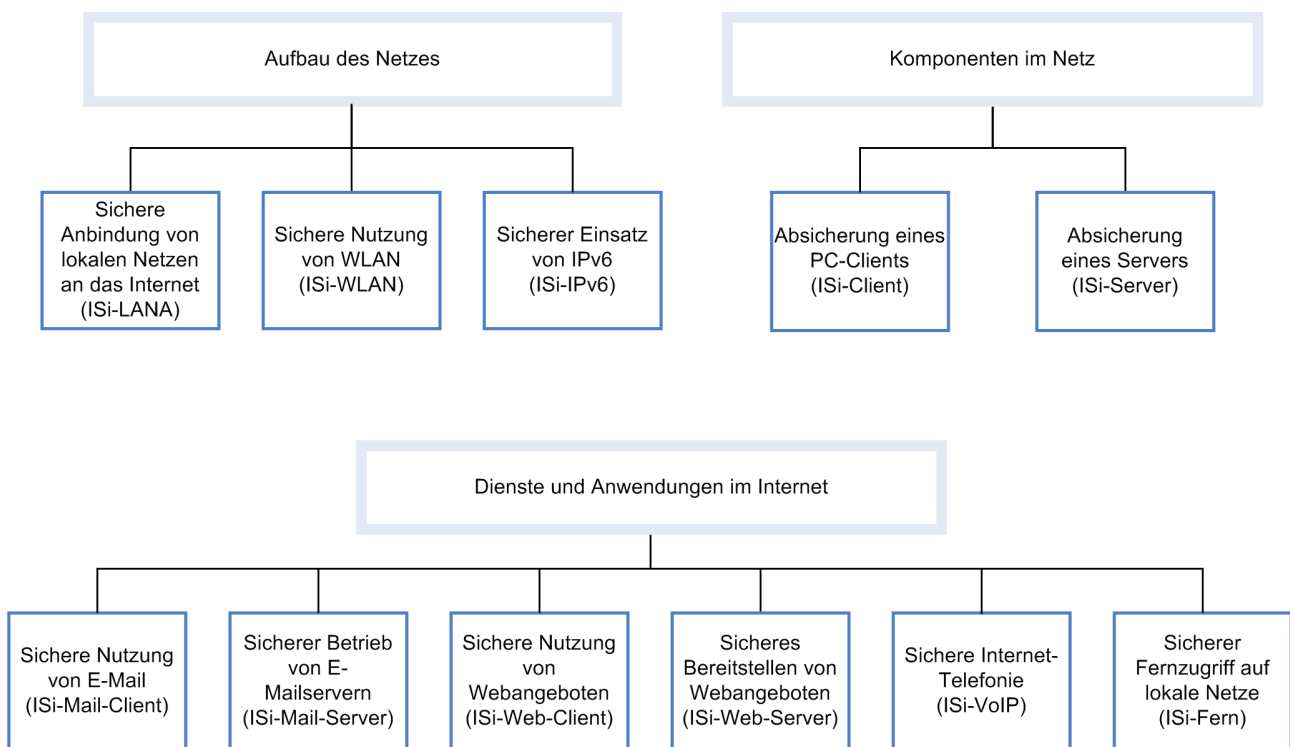 Aufbau des Netzes
Komponenten im Netz
Sichere
Anbindung von
lokalen Netzen
an das Internet
(ISi-LANA)
Sichere Nutzung
von WLAN
(ISi-WLAN)
Sicherer Einsatz
von IPv6
(ISi-IPv6)
Absicherung eines
PC-Clients
(ISi-Client)
Absicherung
eines Servers
(ISi-Server)
Dienste und Anwendungen im Internet
Sichere Nutzung
von E-Mail
(ISi-Mail-Client)
Sicherer Betrieb
von E-
Mailservern
(ISi-Mail-Server)
Sichere Nutzung
von
Webangeboten
(ISi-Web-Client)
Sicheres
Bereitstellen von
Webangeboten
(ISi-Web-Server)
Sichere Internet-
Telefonie
(ISi-VoIP)
Sicherer
Fernzugriff auf
lokale Netze
(ISi-Fern)